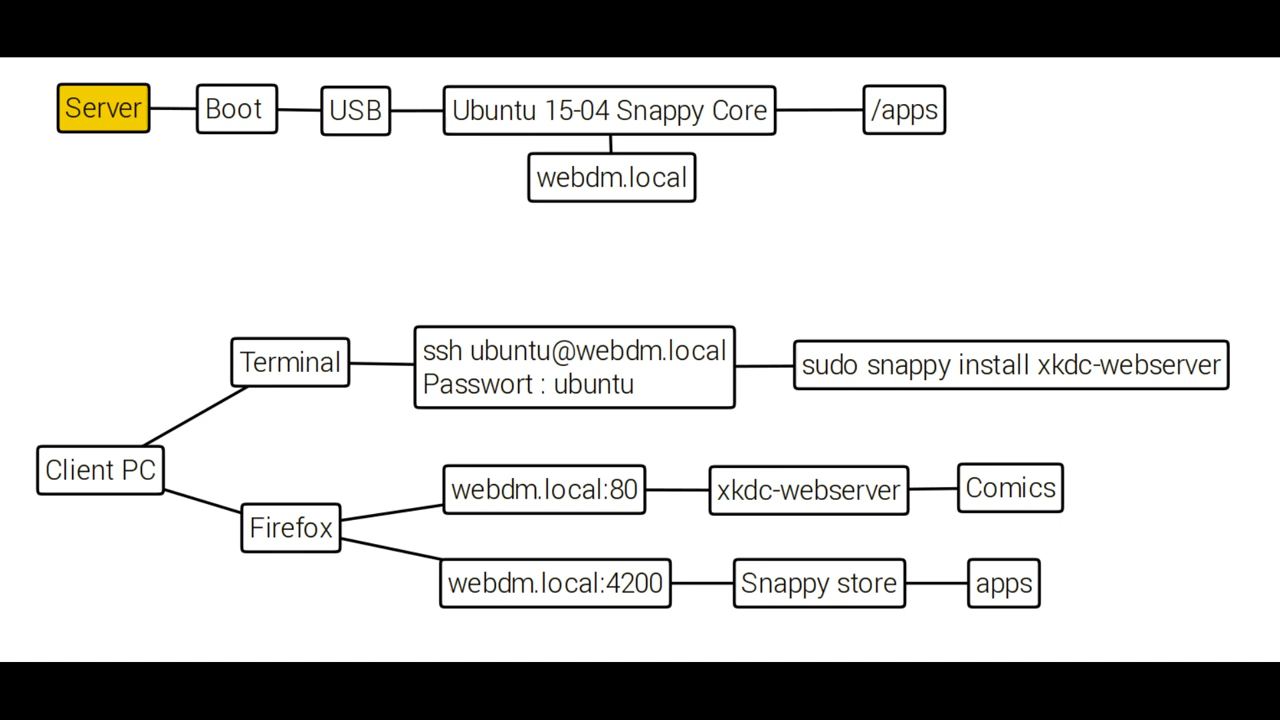 Server
Boot
USB
Ubuntu 15-04 Snappy Core
/apps
webdm.local
Terminal
ssh ubuntu@webdm.local
Passwort : ubuntu
sudo snappy install xkdc-webserver
Client PC
Firefox
webdm.local:80
xkdc-webserver
Comics
webdm.local:4200
Snappy store
apps